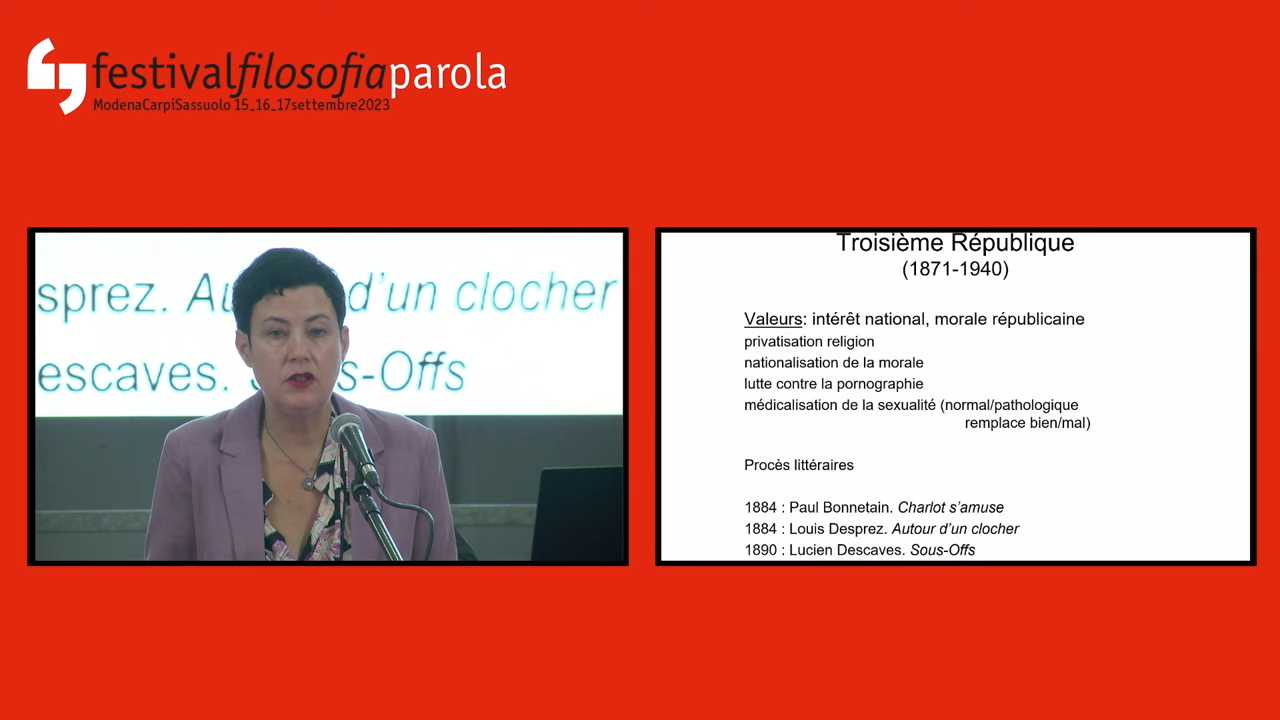 festivalfilosofiaparola
ModenaCarpiSassuolo 15_16_17settembre2023
sprez. Au d'un clocher
escaves. s-Offs
Troisième République
(1871-1940)
Valeurs: intérêt national, morale républicaine
privatisation religion
nationalisation de la morale
lutte contre la pornographie
médicalisation de la sexualité (normal/pathologique
remplace bien/mal)
Procès littéraires
1884 : Paul Bonnetain. Charlot s'amuse
1884 : Louis Desprez. Autour d'un clocher
1890 : Lucien Descaves. Sous-Offs